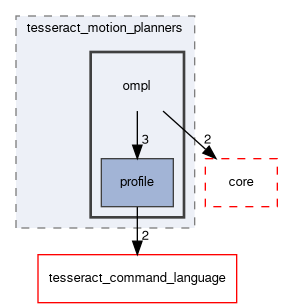 tesseract_motion_planners
ompl
3
2
profile
core
2
tesseract_command_language